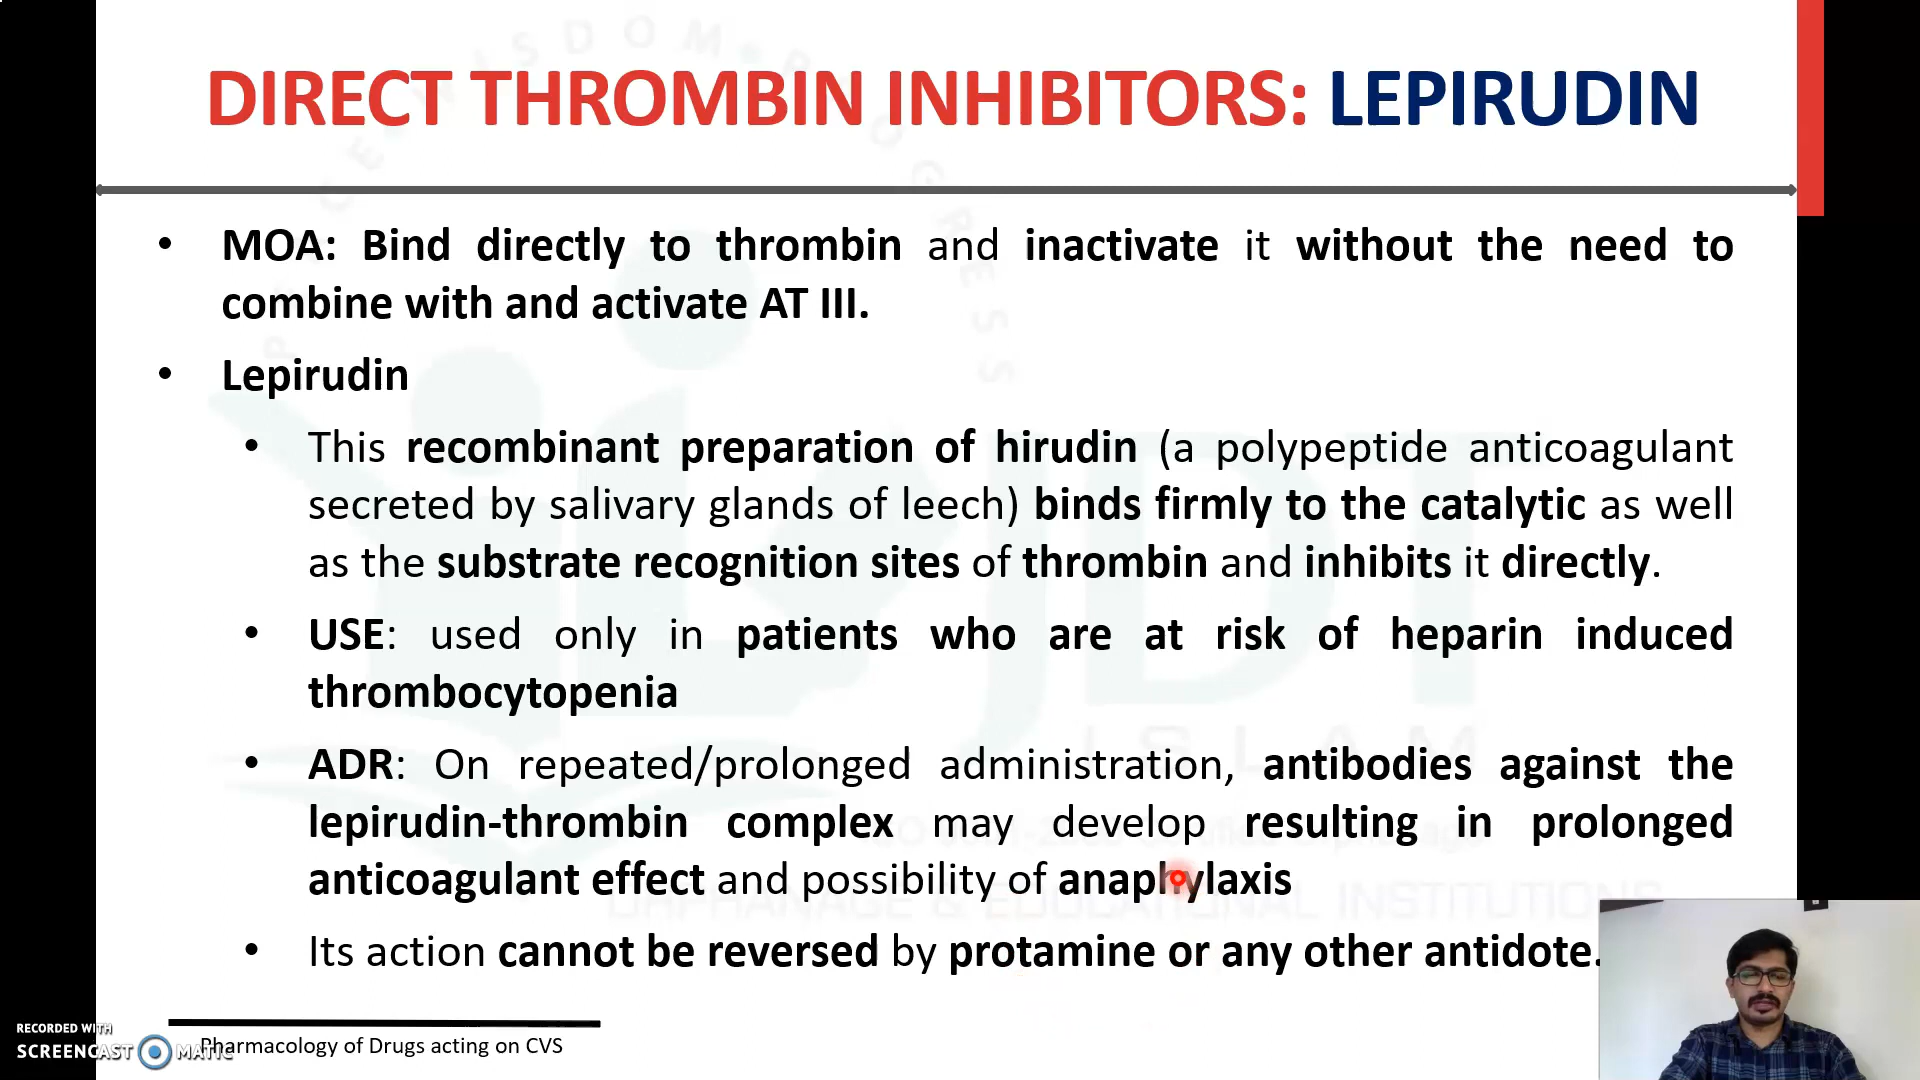 DIRECT THROMBIN INHIBITORS: LEPIRUDIN
• MOA: Bind directly to thrombin and inactivate it without the need to
combine with and activate AT III.
• Lepirudin
• This recombinant preparation of hirudin (a polypeptide anticoagulant
secreted by salivary glands of leech) binds firmly to the catalytic as well
as the substrate recognition sites of thrombin and inhibits it directly.
• USE: used only in patients who are at risk of heparin induced
thrombocytopenia
• ADR: On repeated/prolonged administration, antibodies against the
lepirudin-thrombin complex may develop resulting in prolonged
anticoagulant effect and possibility of anaphylaxis
• Its action cannot be reversed by protamine or any other antidote.
Pharmacology of Drugs acting on CVS
RECORDED WITH
SCREENCAST MATIC
JDT
ISLAM
ORPHANAGE & EDUCATIONAL INSTITUTIONS